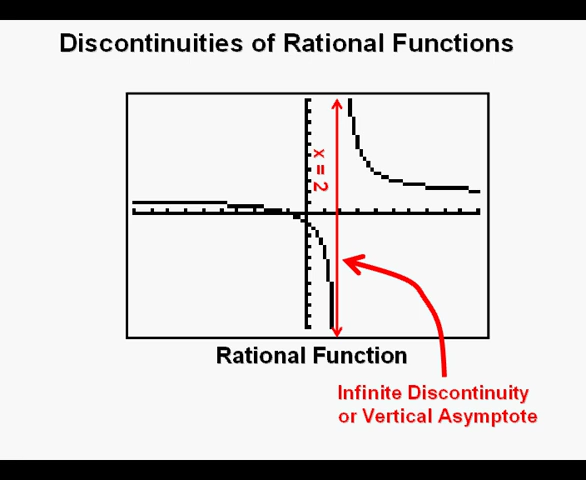 Discontinuities of Rational Functions
x = 2
Rational Function
Infinite Discontinuity
or Vertical Asymptote